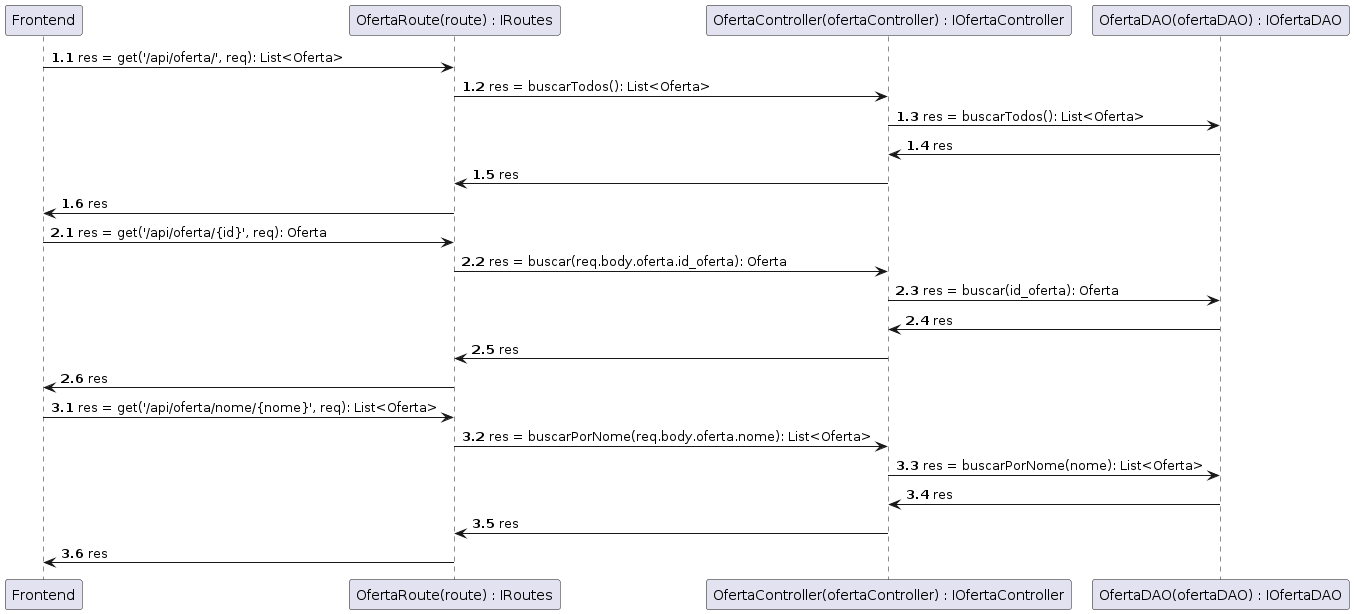 Frontend
OfertaRoute(route) : IRoutes
OfertaController(ofertaController) : IOfertaController
OfertaDAO(ofertaDAO) : IOfertaDAO
1.1 res = get('/api/oferta/', req): List<Oferta>
1.2 res = buscarTodos(): List<Oferta>
1.3 res = buscarTodos(): List<Oferta>
1.4 res
1.5 res
1.6 res
2.1 res = get('/api/oferta/{id}', req): Oferta
2.2 res = buscar(req.body.oferta.id_oferta): Oferta
2.3 res = buscar(id_oferta): Oferta
2.4 res
2.5 res
2.6 res
3.1 res = get('/api/oferta/nome/{nome}', req): List<Oferta>
3.2 res = buscarPorNome(req.body.oferta.nome): List<Oferta>
3.3 res = buscarPorNome(nome): List<Oferta>
3.4 res
3.5 res
3.6 res
Frontend
OfertaRoute(route) : IRoutes
OfertaController(ofertaController) : IOfertaController
OfertaDAO(ofertaDAO) : IOfertaDAO